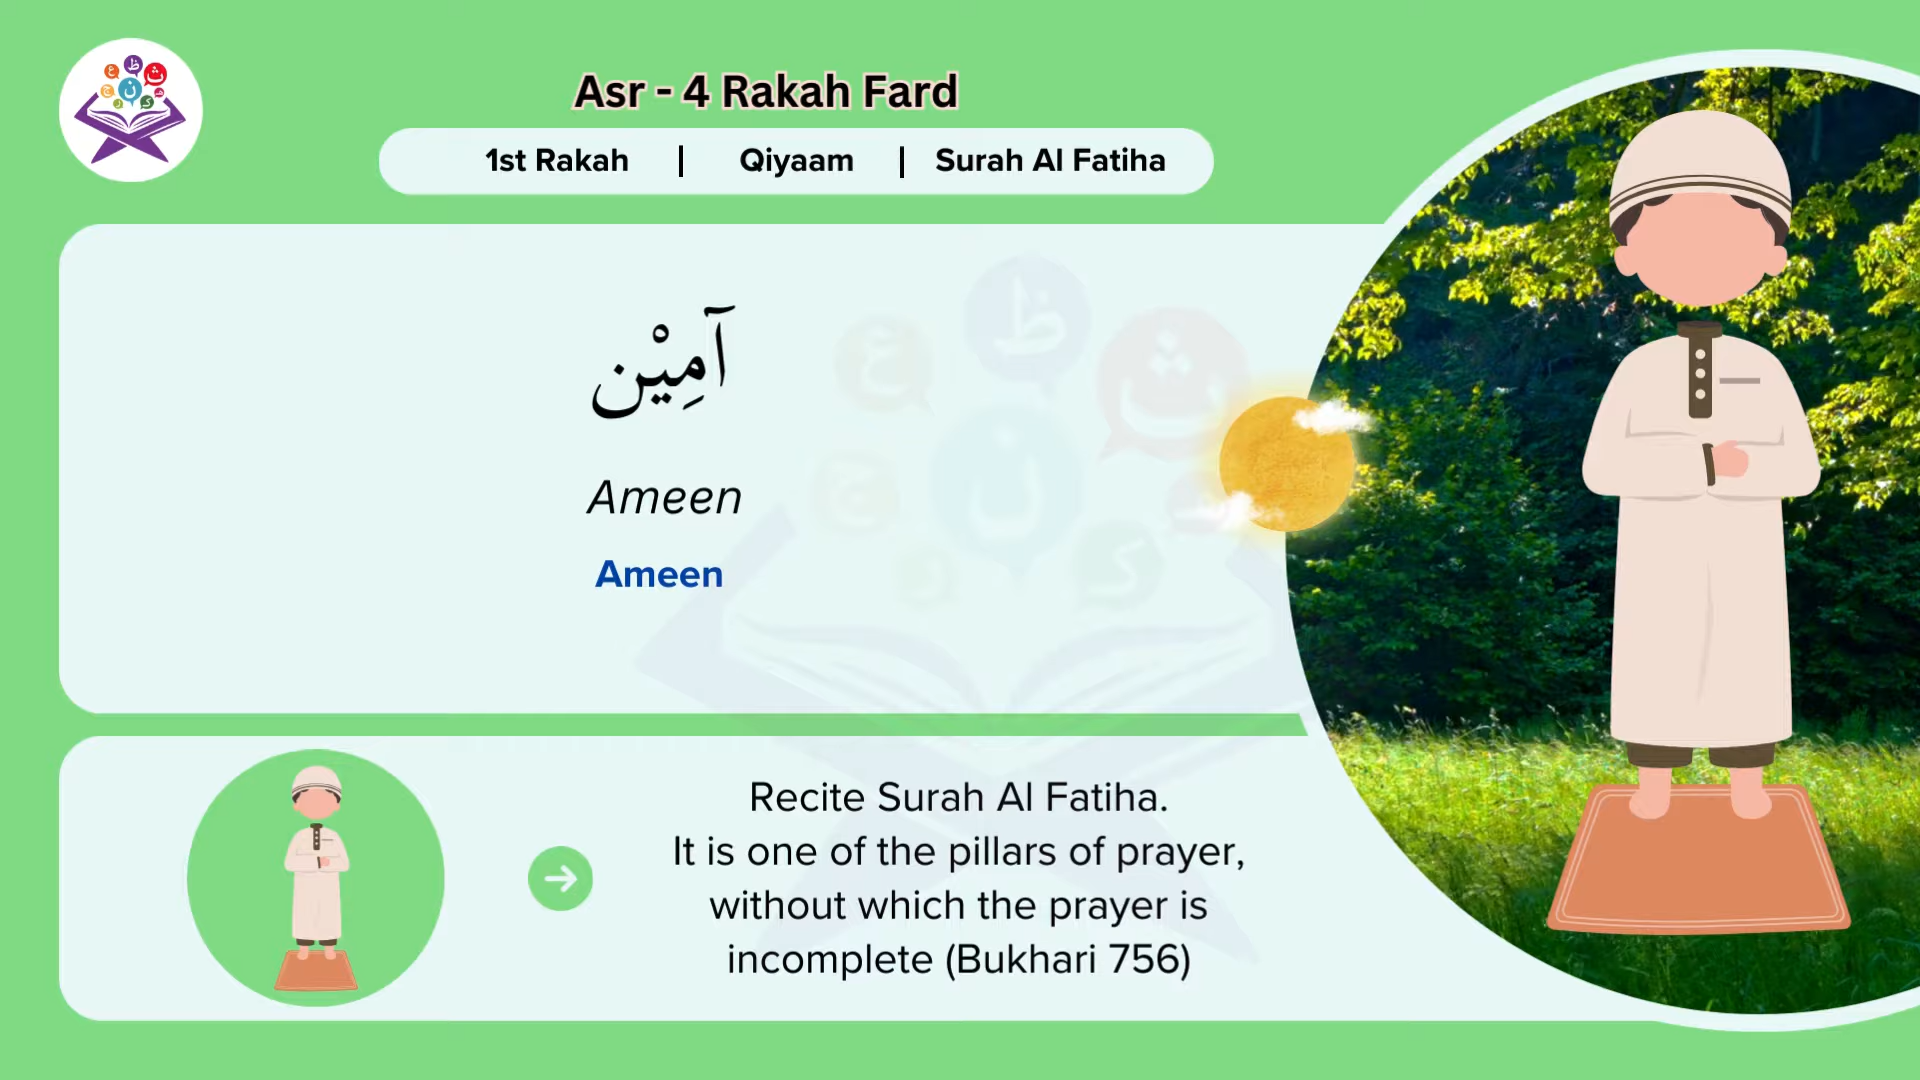 Asr - 4 Rakah Fard
1st Rakah | Qiyaam | Surah Al Fatiha
آمِيْن
Ameen
Ameen
Recite Surah Al Fatiha.
It is one of the pillars of prayer,
without which the prayer is
incomplete (Bukhari 756)